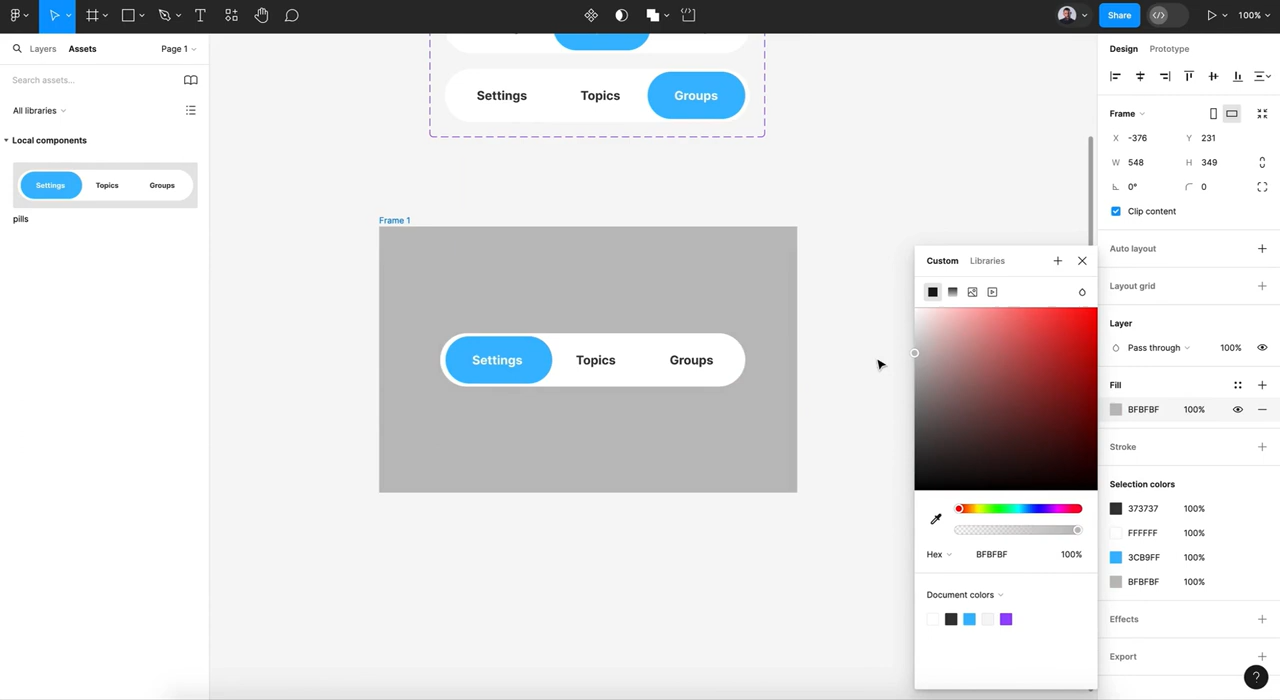 Share
100%
Layers
Assets
Page 1
Search assets...
All libraries
Local components
Settings
Topics
Groups
pills
Settings
Topics
Groups
Frame 1
Settings
Topics
Groups
Custom
Libraries
Hex
BFBFBF
100%
Document colors
Design
Prototype
Frame
X
-376
Y
231
W
548
H
349
0°
0
Clip content
Auto layout
Layout grid
Layer
Pass through
100%
Fill
BFBFBF
100%
Stroke
Selection colors
373737
100%
FFFFFF
100%
3CB9FF
100%
BFBFBF
100%
Effects
Export
?